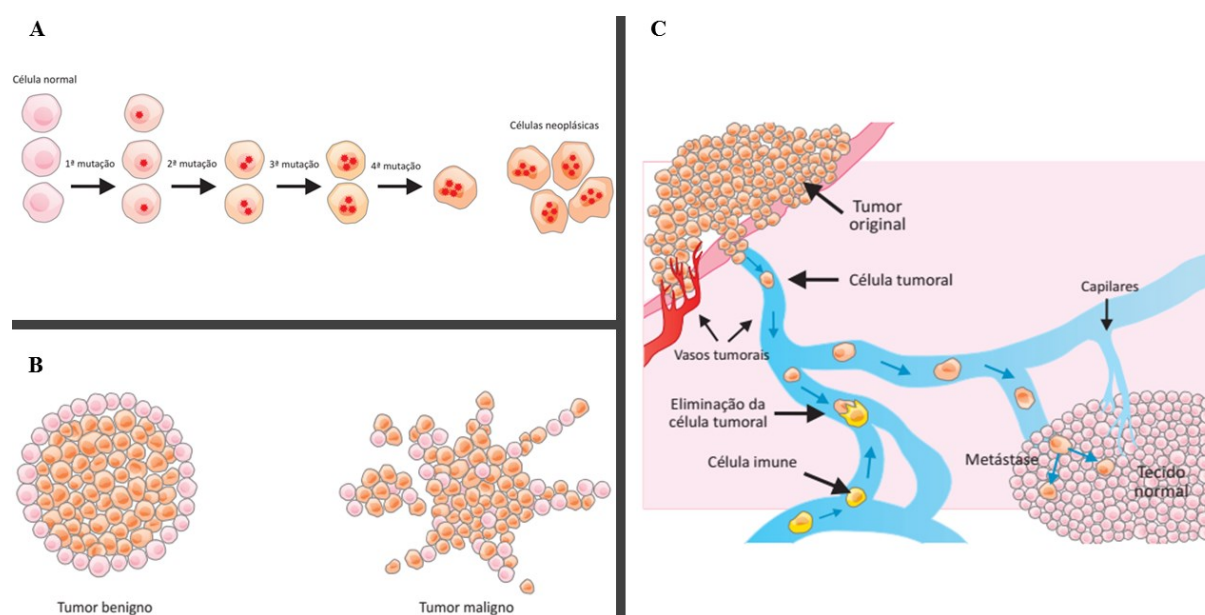 A
Célula normal
1ª mutação
2ª mutação
3ª mutação
4ª mutação
Células neoplásicas
B
Tumor benigno
Tumor maligno
C
Tumor
original
Célula tumoral
Capilares
Vasos tumorais
Eliminação da
célula tumoral
Célula imune
Metástase
Tecido
normal